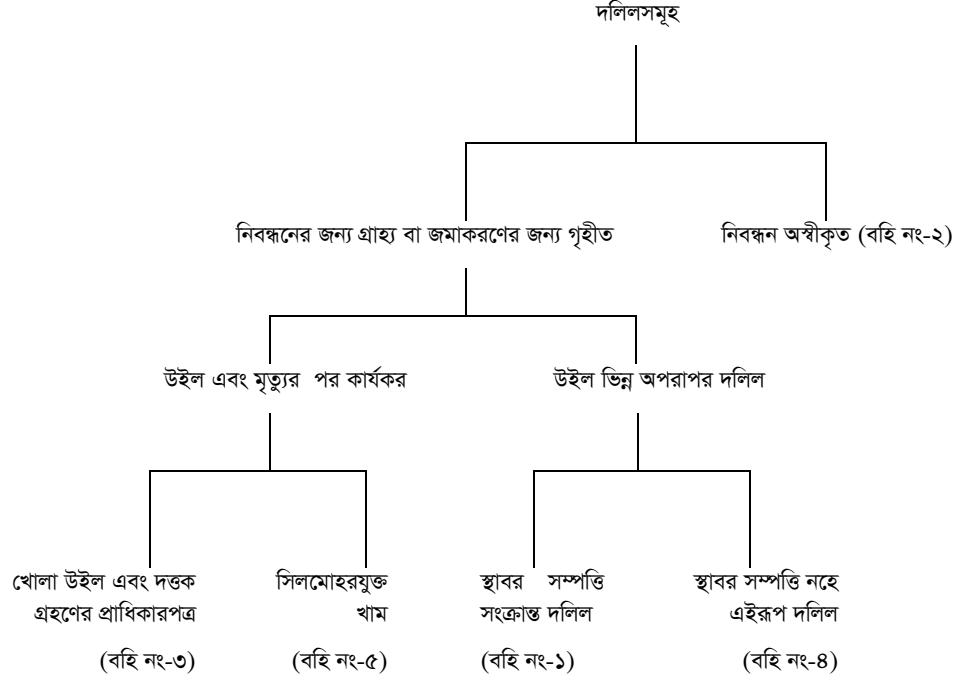 দলিলসমূহ
নিবন্ধনের জন্য গ্রাহ্য বা জমাকরণের জন্য গৃহীত
নিবন্ধন অস্বীকৃত (বহি নং-২)
উইল এবং মৃত্যুর পর কার্যকর
উইল ভিন্ন অপরাপর দলিল
খোলা উইল এবং দত্তক
গ্রহণের প্রাধিকারপত্র
(বহি নং-৩)
সিলমোহরযুক্ত
খাম
(বহি নং-৫)
স্থাবর সম্পত্তি
সংক্রান্ত দলিল
(বহি নং-১)
স্থাবর সম্পত্তি নহে
এইরূপ দলিল
(বহি নং-৪)